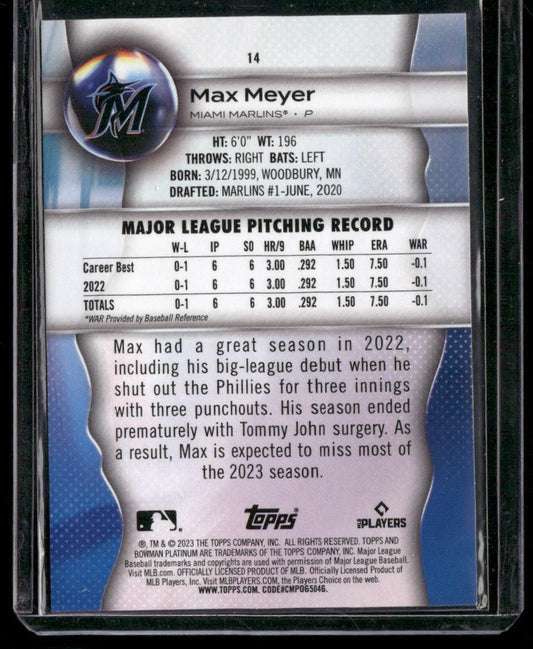 14
M
Max Meyer
MIAMI MARLINS® • P
HT: 6'0" WT: 196
THROWS: RIGHT BATS: LEFT
BORN: 3/12/1999, WOODBURY, MN
DRAFTED: MARLINS #1-JUNE, 2020
MAJOR LEAGUE PITCHING RECORD
W-L IP SO HR/9 BAA WHIP ERA WAR
Career Best 0-1 6 6 3.00 .292 1.50 7.50 -0.1
2022 0-1 6 6 3.00 .292 1.50 7.50 -0.1
TOTALS 0-1 6 6 3.00 .292 1.50 7.50 -0.1
*WAR Provided by Baseball Reference
Max had a great season in 2022,
including his big-league debut when he
shut out the Phillies for three innings
with three punchouts. His season ended
prematurely with Tommy John surgery. As
a result, Max is expected to miss most of
the 2023 season.
topps®
MLB PLAYERS
®, TM & © 2023 THE TOPPS COMPANY, INC. ALL RIGHTS RESERVED. TOPPS AND
BOWMAN PLATINUM ARE TRADEMARKS OF THE TOPPS COMPANY, INC. Major League
Baseball trademarks and copyrights are used with permission of Major League Baseball.
Visit MLB.com. OFFICIALLY LICENSED PRODUCT OF MLB. Officially Licensed Product of
MLB Players, Inc. Visit MLBPLAYERS.com, the Players Choice on the web.
WWW.TOPPS.COM. CODE#CMP065046.